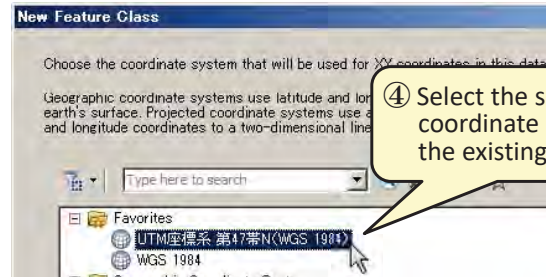 New Feature Class
Choose the coordinate system that will be used for XY coordinates in this data
Geographic coordinate systems use latitude and lon
earth's surface. Projected coordinate systems use a
and longitude coordinates to a two-dimensional line
④ Select the s
coordinate
the existing
Type here to search
Favorites
UTM座標系 第47帯N(WGS 1984)
WGS 1984